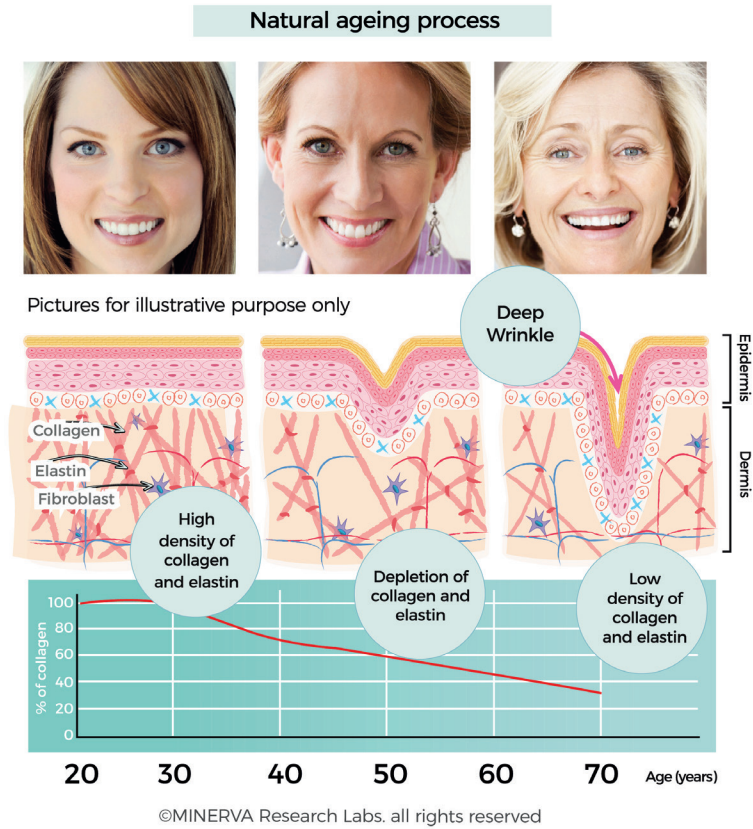 Natural ageing process
Pictures for illustrative purpose only
Deep
Wrinkle
Epidermis
Dermis
Collagen
Elastin
Fibroblast
High
density of
collagen
and elastin
Depletion of
collagen and
elastin
Low
density of
collagen
and elastin
% of collagen
100
80
60
40
20
0
20 30 40 50 60 70 Age (years)
©MINERVA Research Labs. all rights reserved